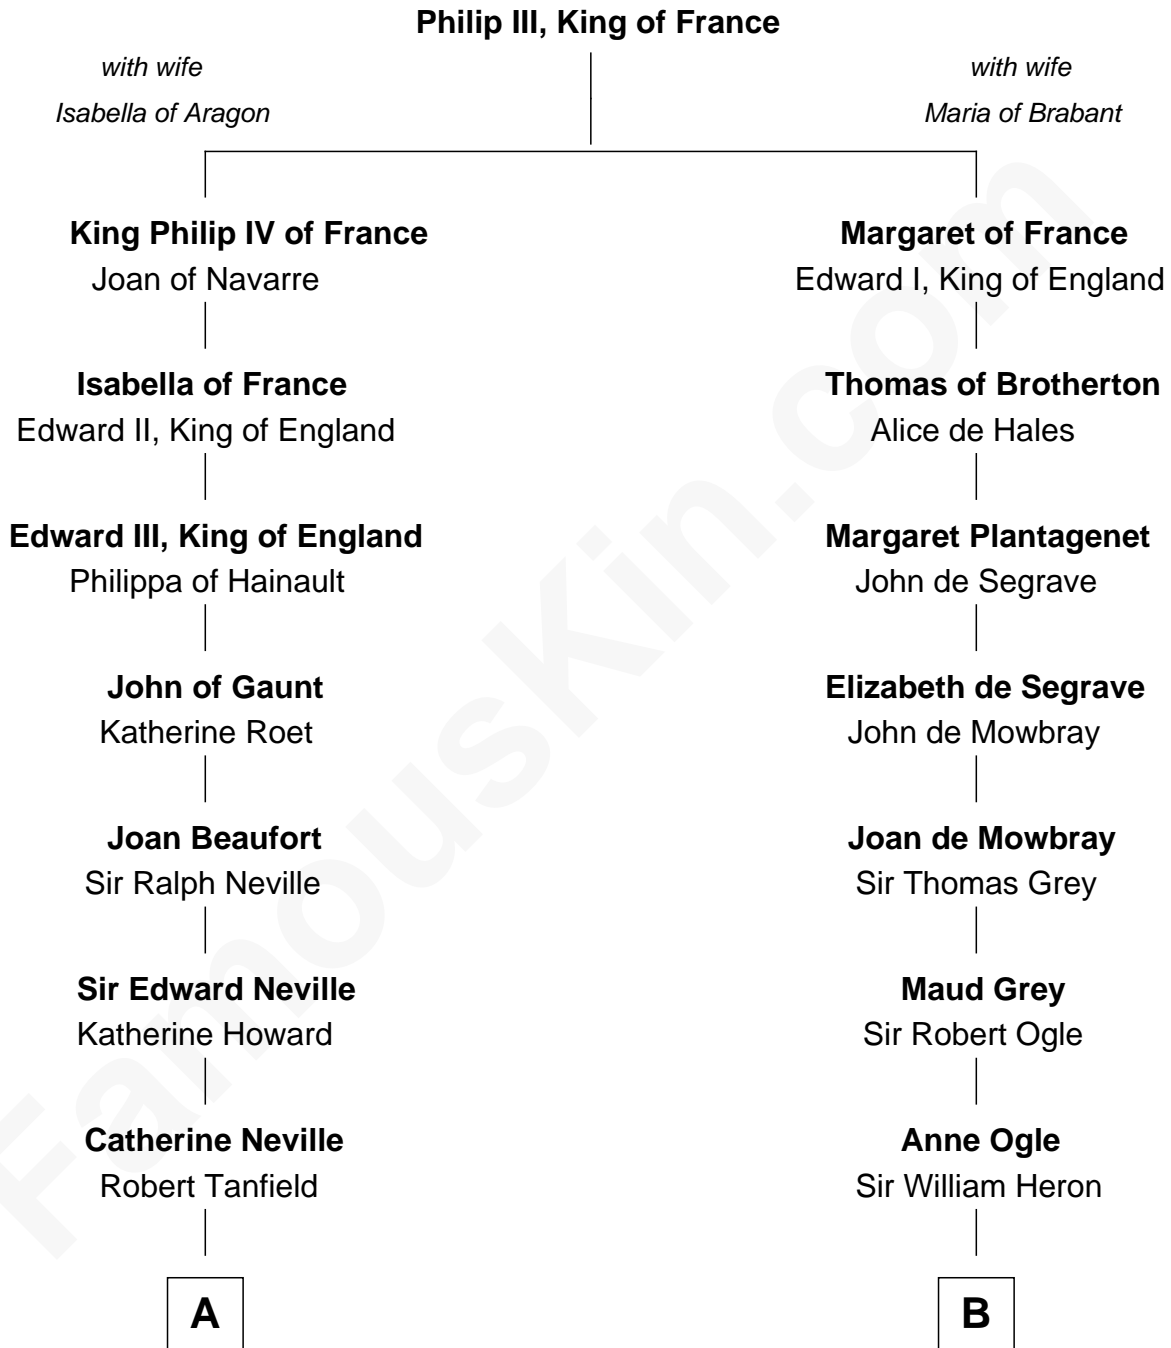 Philip III, King of France
with wife
Isabella of Aragon
with wife
Maria of Brabant
King Philip IV of France
Joan of Navarre
Margaret of France
Edward I, King of England
Isabella of France
Edward II, King of England
Thomas of Brotherton
Alice de Hales
Edward III, King of England
Philippa of Hainault
Margaret Plantagenet
John de Segrave
John of Gaunt
Katherine Roet
Elizabeth de Segrave
John de Mowbray
Joan Beaufort
Sir Ralph Neville
Joan de Mowbray
Sir Thomas Grey
Sir Edward Neville
Katherine Howard
Maud Grey
Sir Robert Ogle
Catherine Neville
Robert Tanfield
Anne Ogle
Sir William Heron
A
B
FamousKin.com